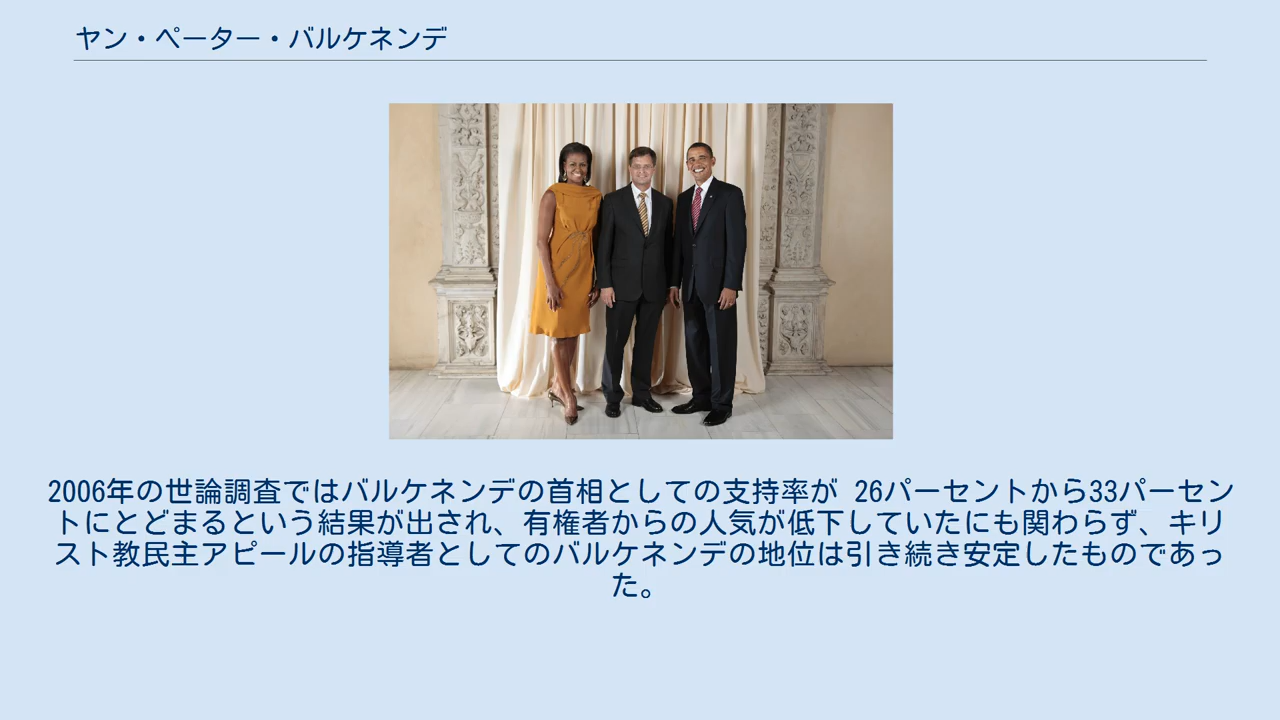 ヤン・ペーター・バルケネンデ
2006年の世論調査ではバルケネンデの首相としての支持率が 26パーセントから33パーセン
トにとどまるという結果が出され、有権者からの人気が低下していたにも関わらず、キリ
スト教民主アピールの指導者としてのバルケネンデの地位は引き続き安定したものであっ
た。